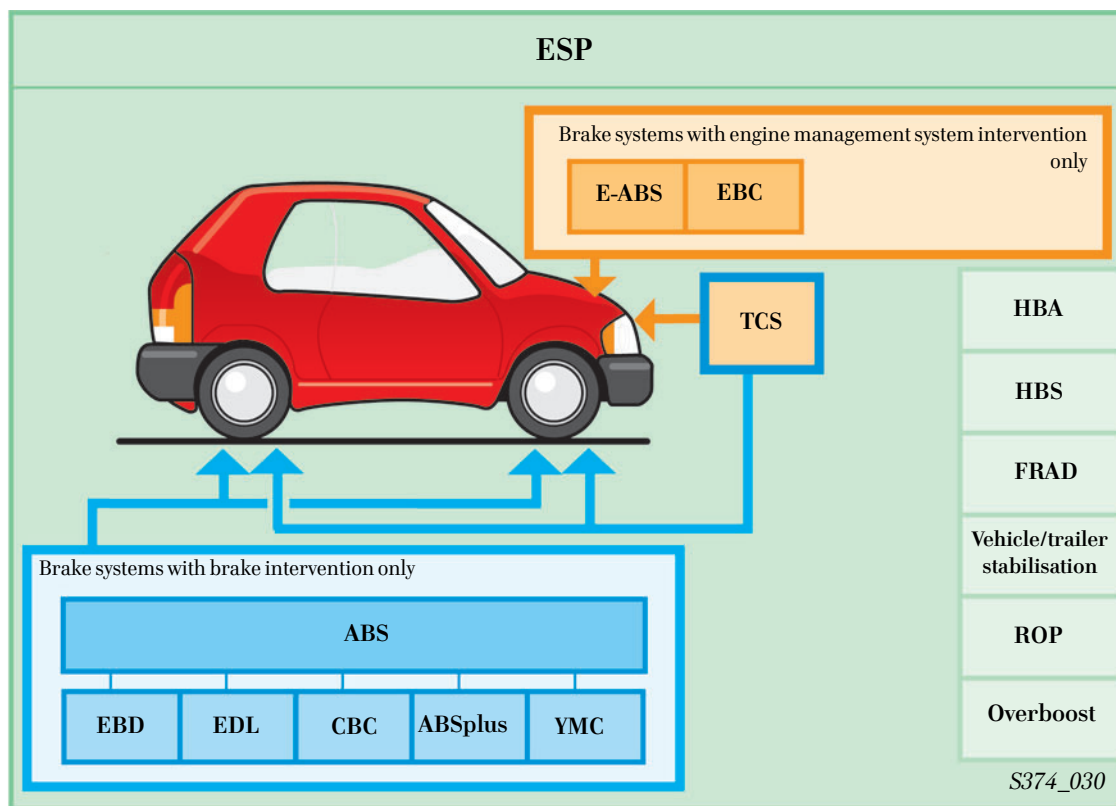 ESP
Brake systems with engine management system intervention
only
E-ABS
EBC
TCS
HBA
HBS
FRAD
Vehicle/trailer
stabilisation
ROP
Overboost
Brake systems with brake intervention only
ABS
EBD
EDL
CBC
ABSplus
YMC
S374_030